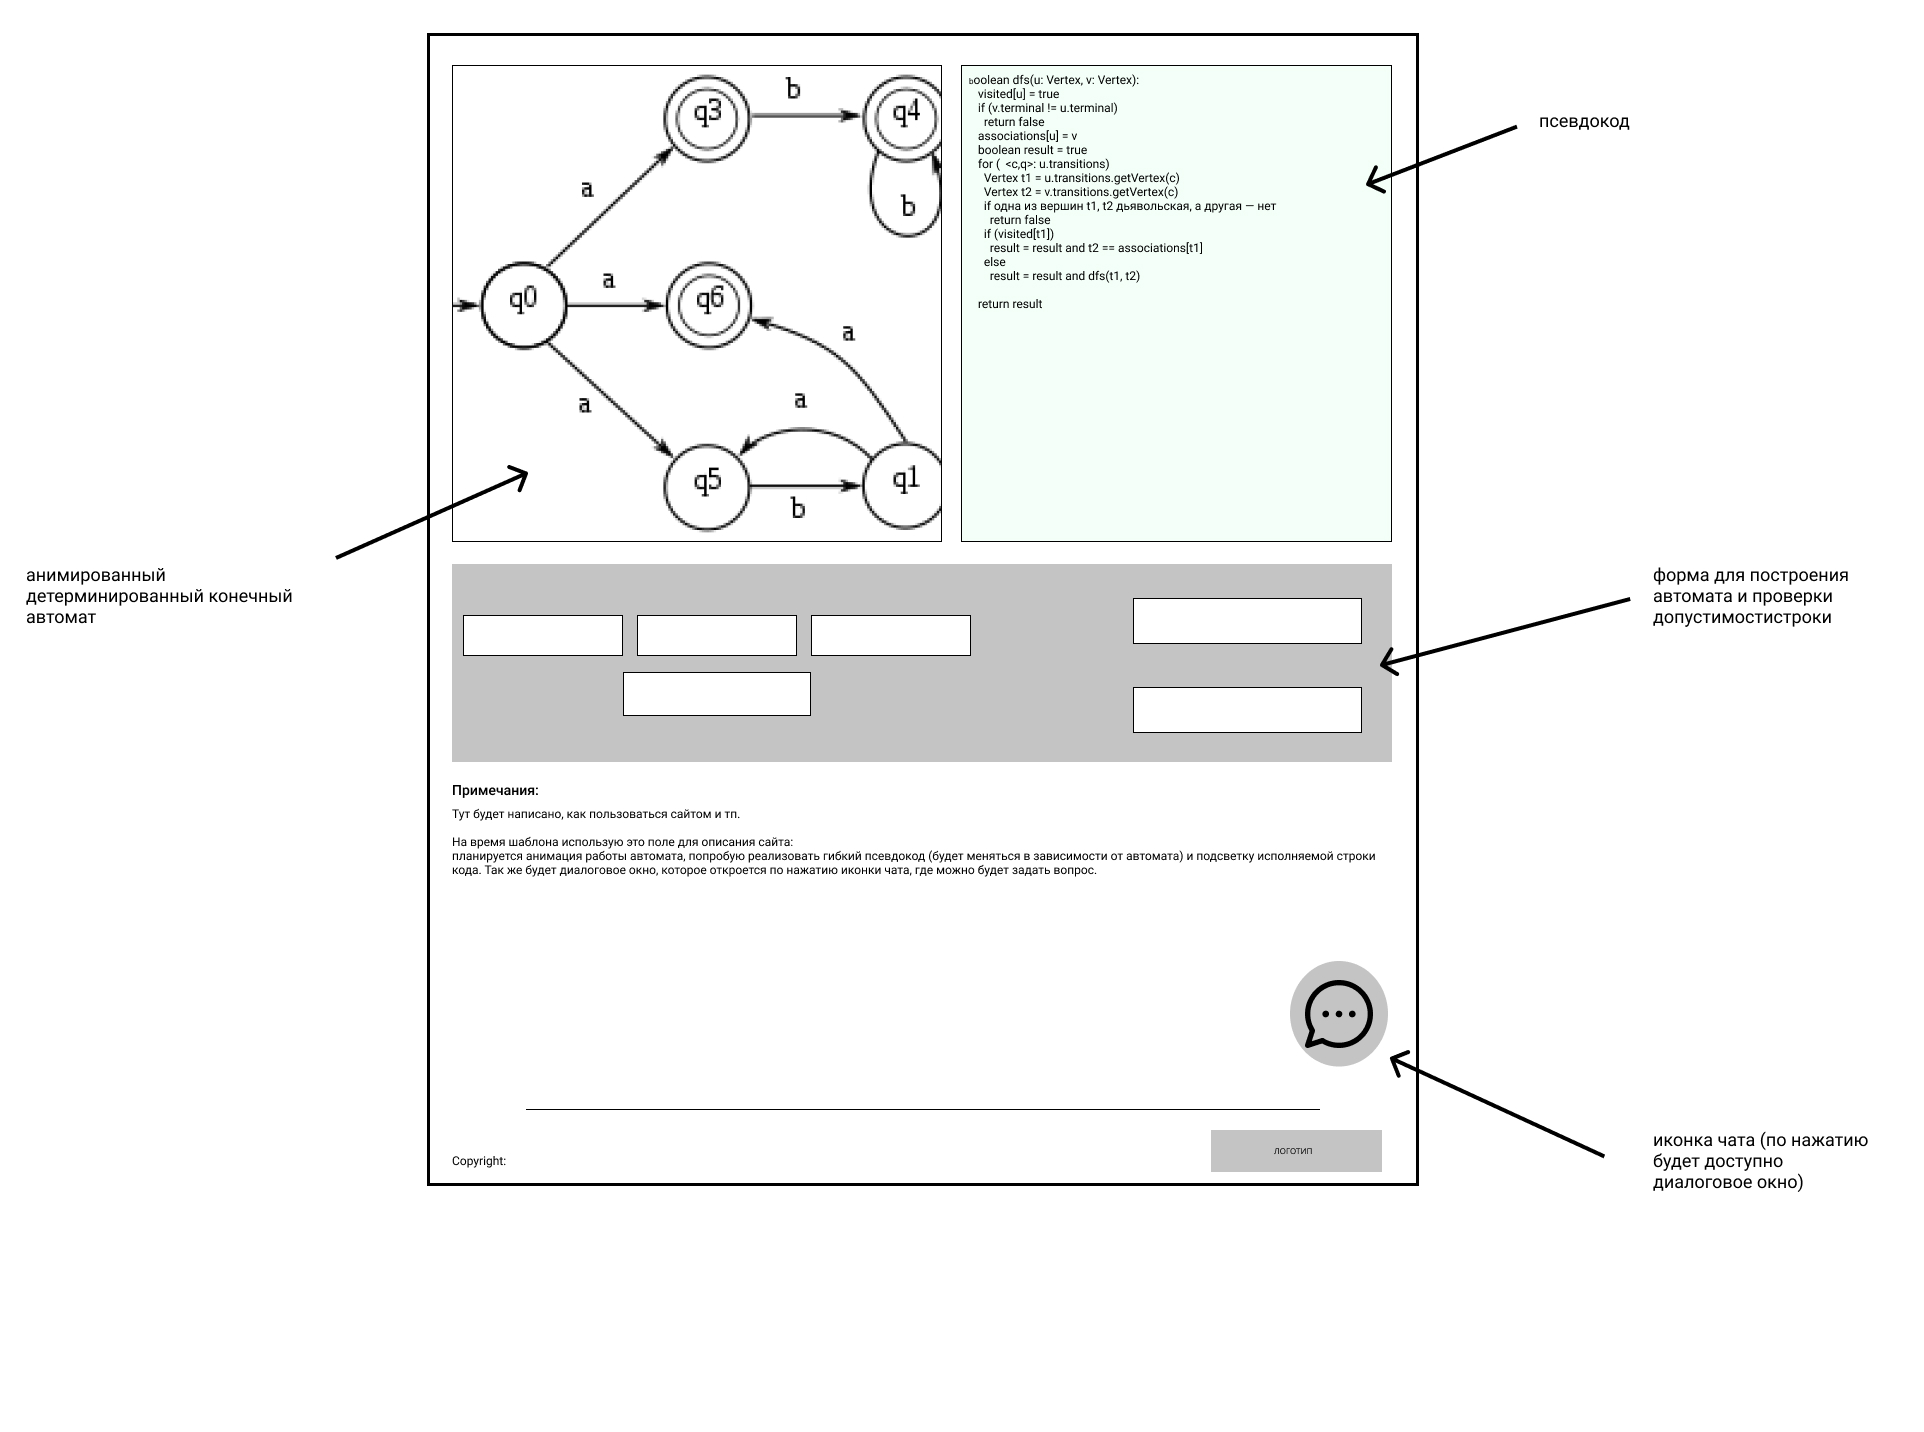 q3
b
q4
a
b
q0
a
q6
a
a
a
q5
b
q1
boolean dfs(u: Vertex, v: Vertex):
visited[u] = true
if (v.terminal != u.terminal)
return false
associations[u] = v
boolean result = true
for ( <c,q>: u.transitions)
Vertex t1 = u.transitions.getVertex(c)
Vertex t2 = v.transitions.getVertex(c)
if одна из вершин t1, t2 дьявольская, а другая — нет
return false
if (visited[t1])
result = result and t2 == associations[t1]
else
result = result and dfs(t1, t2)
return result
псевдокод
анимированный
детерминированный конечный
автомат
форма для построения
автомата и проверки
допустимостистроки
Примечания:
Тут будет написано, как пользоваться сайтом и тп.
На время шаблона использую это поле для описания сайта:
планируется анимация работы автомата, попробую реализовать гибкий псевдокод (будет меняться в зависимости от автомата) и подсветку исполняемой строки
кода. Так же будет диалоговое окно, которое откроется по нажатию иконки чата, где можно будет задать вопрос.
иконка чата (по нажатию
будет доступно
диалоговое окно)
Copyright:
ЛОГОТИП